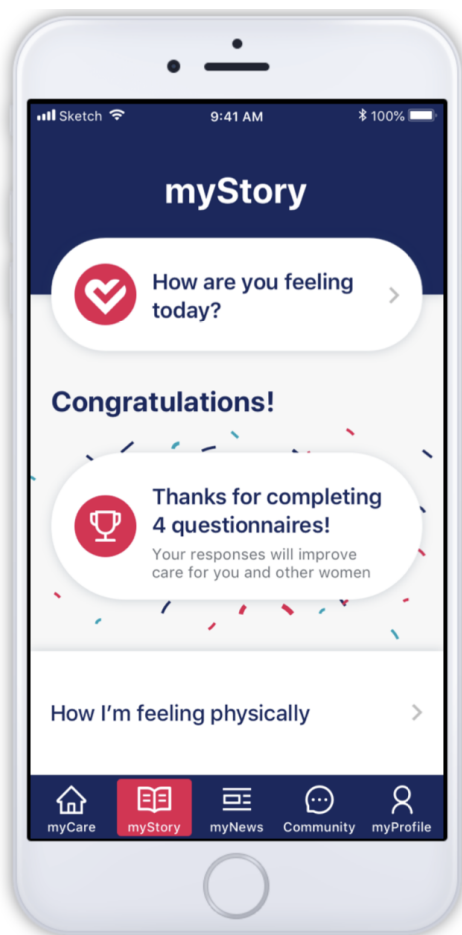 Sketch 9:41 AM 100%
myStory
How are you feeling
today?
Congratulations!
Thanks for completing
4 questionnaires!
Your responses will improve
care for you and other women
How I'm feeling physically
myCare myStory myNews Community myProfile